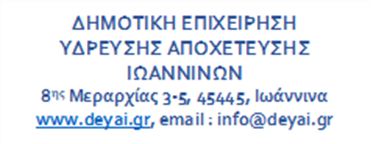 ΔΗΜΟΤΙΚΗ ΕΠΙΧΕΙΡΗΣΗ
ΥΔΡΕΥΣΗΣ ΑΠΟΧΕΤΕΥΣΗΣ
ΙΩΑΝΝΙΝΩΝ
8ης Μεραρχίας 3-5, 45445, Ιωάννινα
www.deyai.gr, email : info@deyai.gr